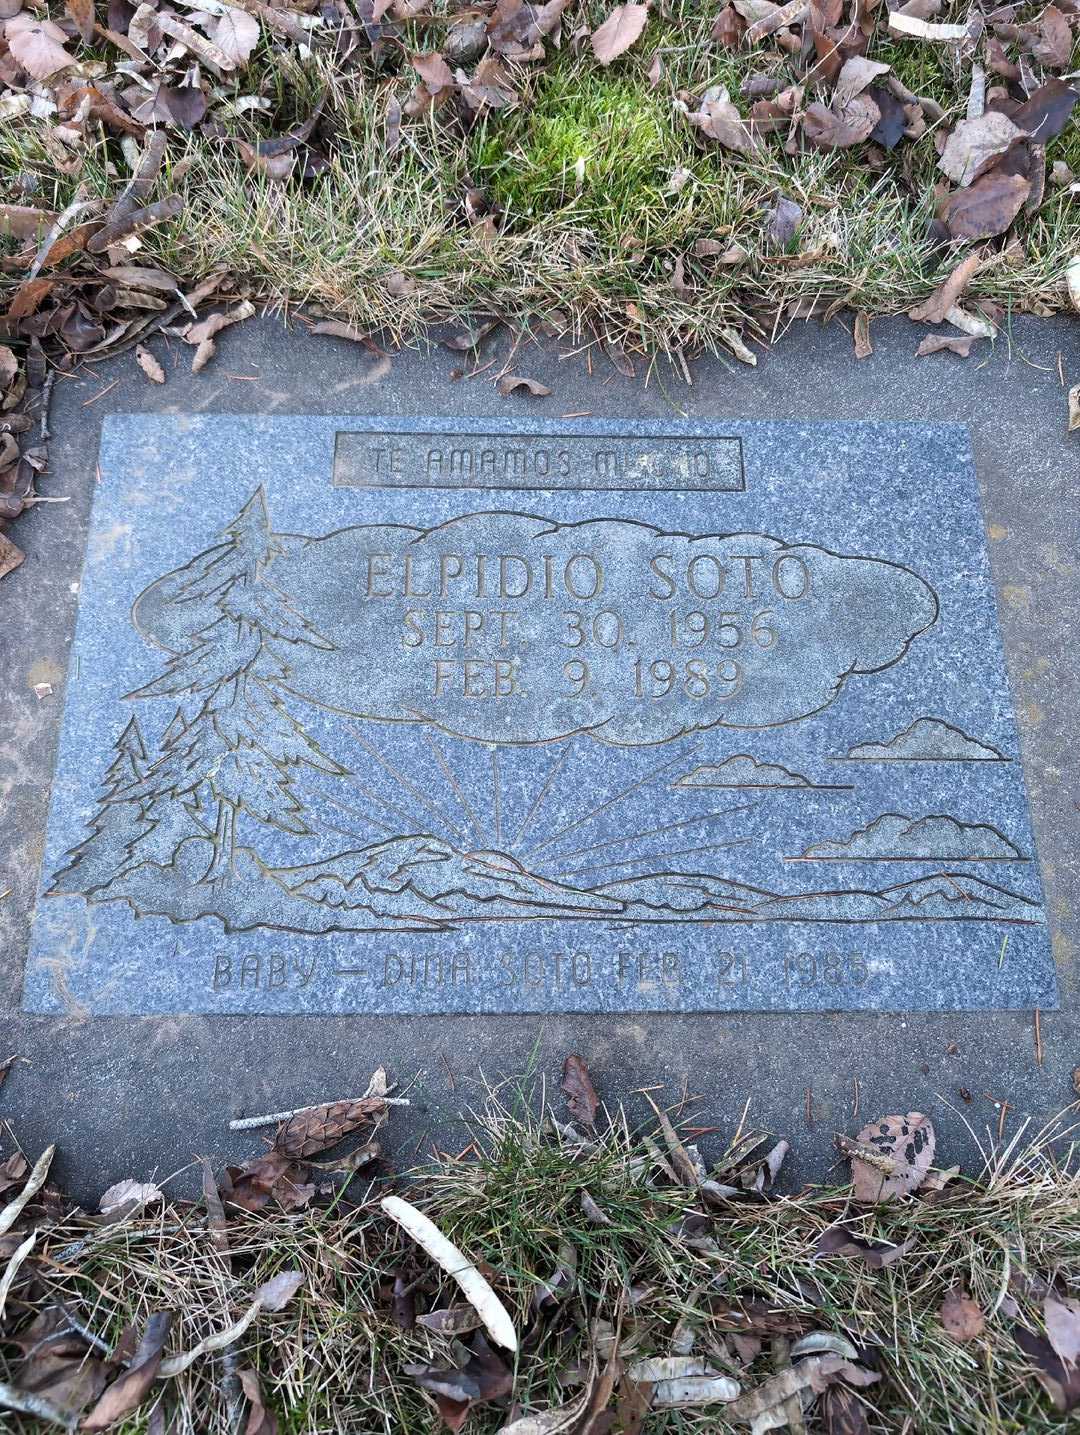 TE AMAMOS MUCHO
ELPIDIO SOTO
SEPT. 30, 1956
FEB. 9, 1989
BABY — DINA SOTO FEB 21 1985